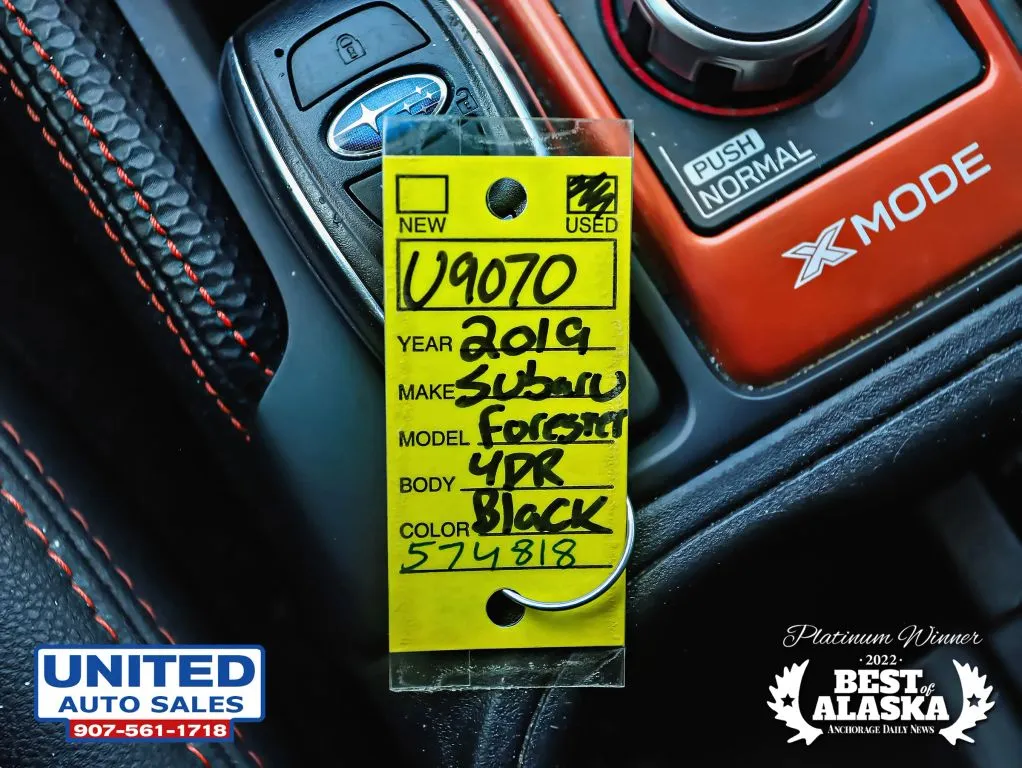 PUSH
NORMAL
X MODE
NEW
USED
U9070
YEAR 2019
MAKE Subaru
MODEL Forester
BODY 4DR
COLOR Black
574818
UNITED
AUTO SALES
907-561-1718
Platinum Winner
·2022·
BEST of
ALASKA
ANCHORAGE DAILY NEWS